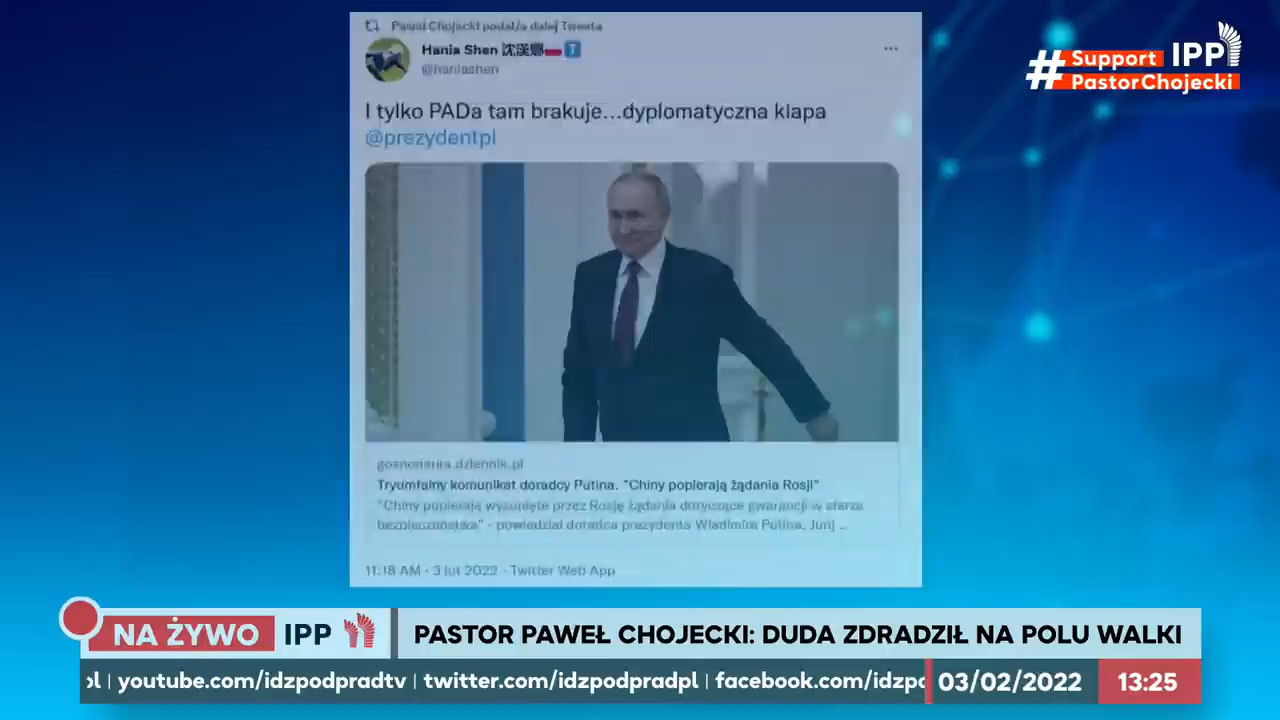 Paweł Chojecki podał/a dalej Tweeta
Hania Shen 沈漢娜
@haniashen
I tylko PADa tam brakuje...dyplomatyczna klapa
@prezydentpl
gospodarka.dziennik.pl
Tryumfalny komunikat doradcy Putina. "Chiny popierają żądania Rosji"
"Chiny popierają wysunięte przez Rosję żądania dotyczące gwarancji w sferze
bezpieczeństwa" - powiedział doradca prezydenta Władimira Putina, Jurij ...
11:18 AM · 3 lut 2022 · Twitter Web App
#Support IPP
PastorChojecki
NA ŻYWO IPP
PASTOR PAWEŁ CHOJECKI: DUDA ZDRADZIŁ NA POLU WALKI
pl | youtube.com/idzpodpradtv | twitter.com/idzpodpradpl | facebook.com/idzpo
03/02/2022 13:25